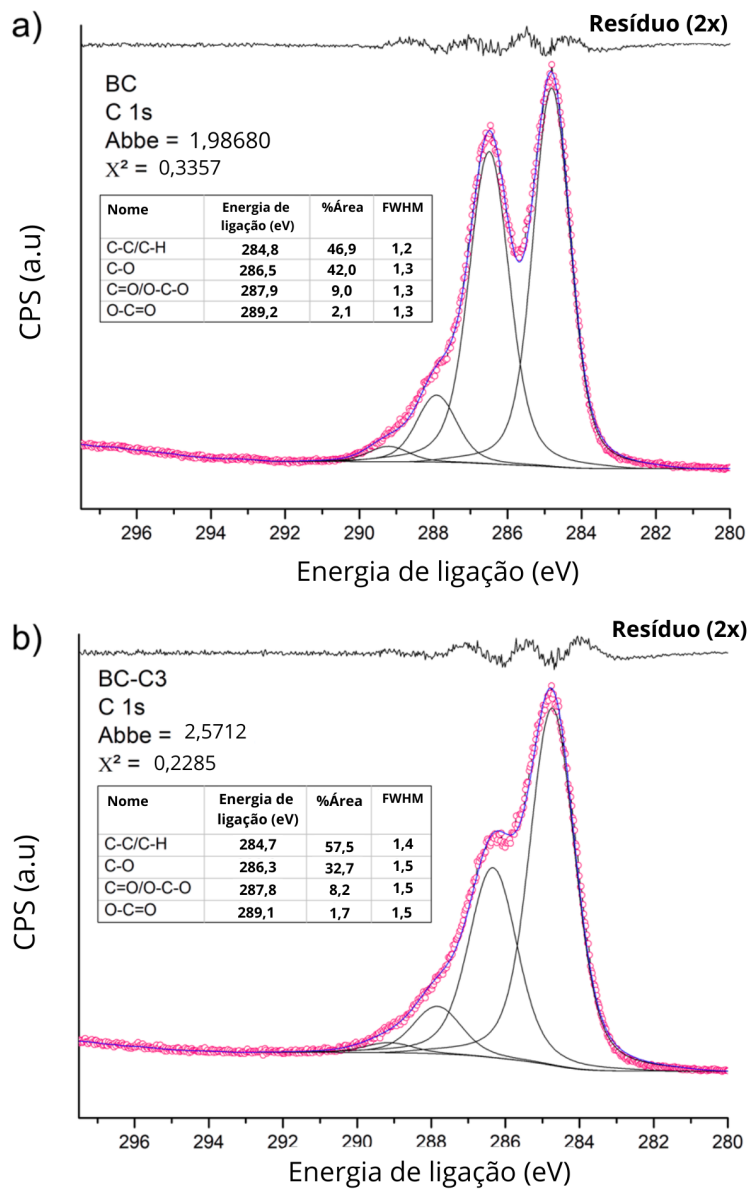 a)
Resíduo (2x)
BC
C 1s
Abbe = 1,98680
X² = 0,3357
Nome Energia de ligação (eV) %Área FWHM
C-C/C-H 284,8 46,9 1,2
C-O 286,5 42,0 1,3
C=O/O-C-O 287,9 9,0 1,3
O-C=O 289,2 2,1 1,3
CPS (a.u)
296 294 292 290 288 286 284 282 280
Energia de ligação (eV)
b)
Resíduo (2x)
BC-C3
C 1s
Abbe = 2,5712
X² = 0,2285
Nome Energia de ligação (eV) %Área FWHM
C-C/C-H 284,7 57,5 1,4
C-O 286,3 32,7 1,5
C=O/O-C-O 287,8 8,2 1,5
O-C=O 289,1 1,7 1,5
CPS (a.u)
296 294 292 290 288 286 284 282 280
Energia de ligação (eV)